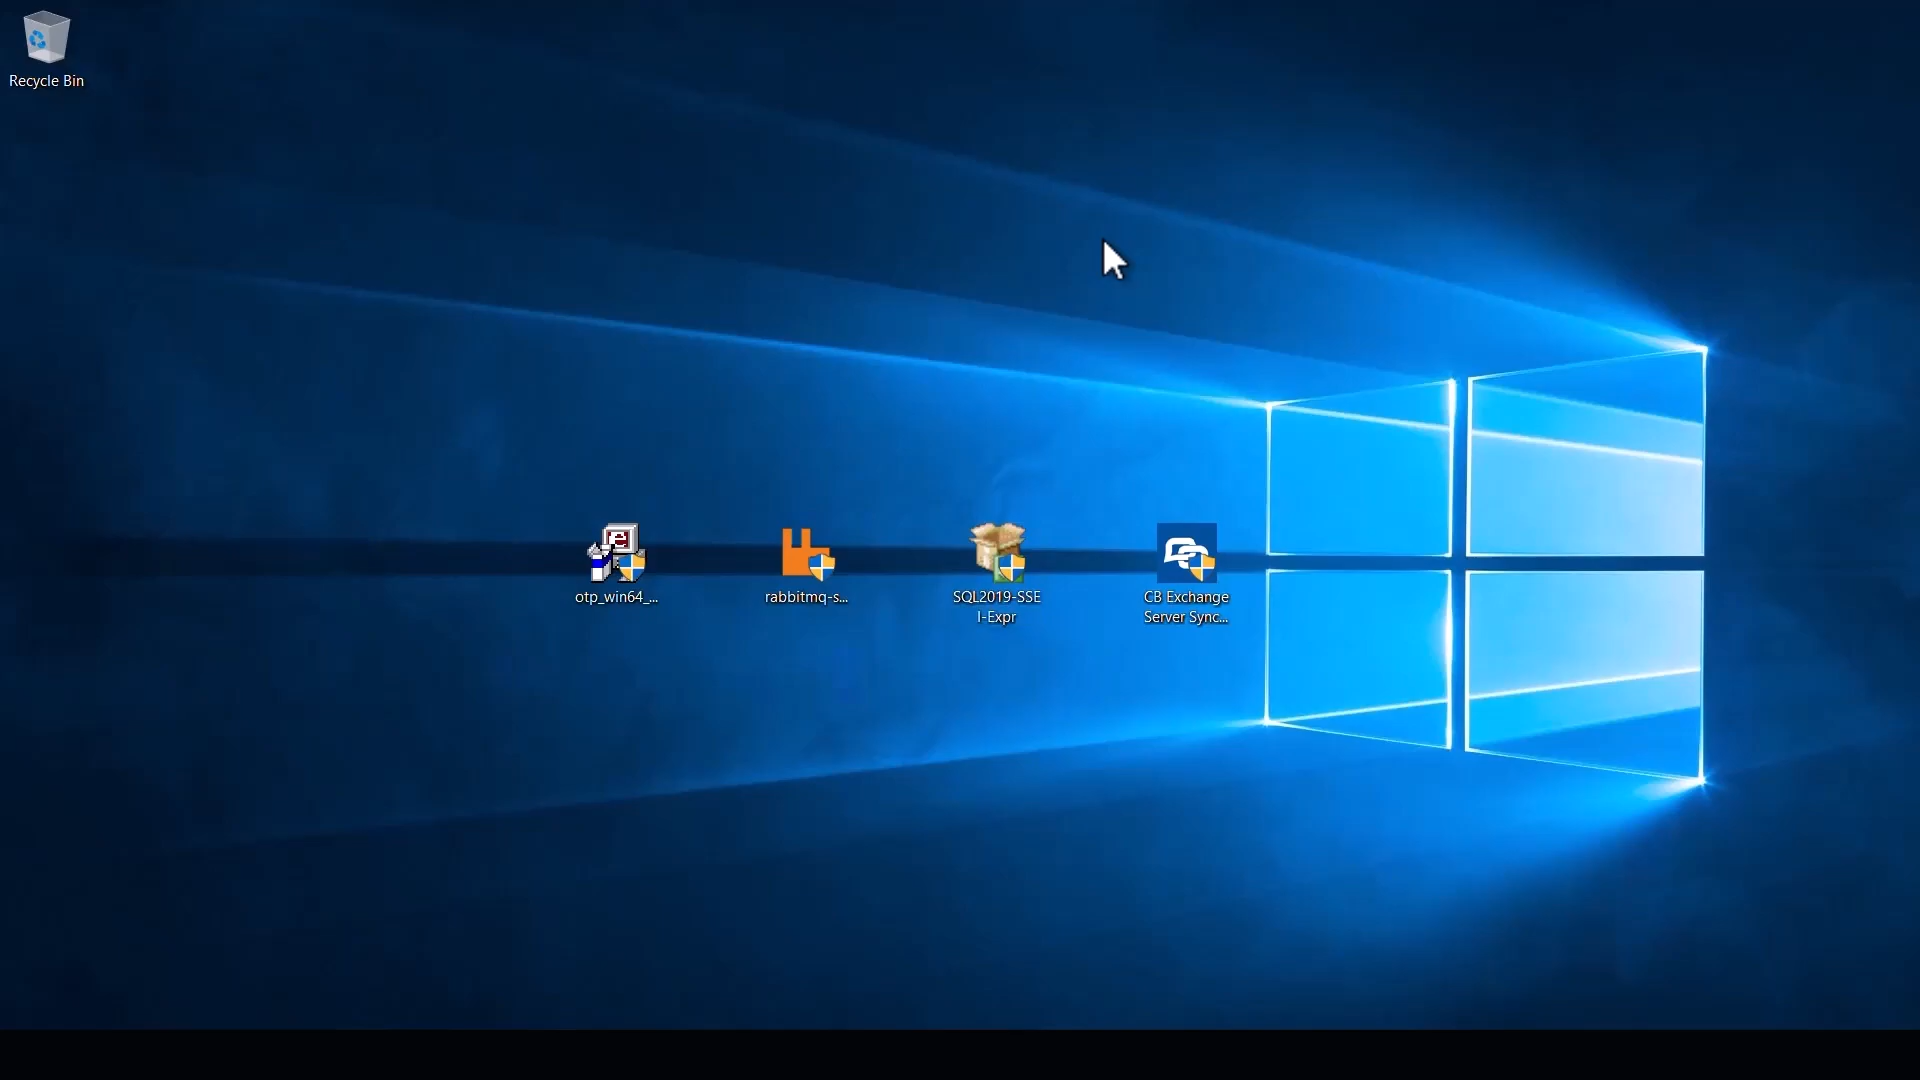 Recycle Bin
otp_win64_...
rabbitmq-s...
SQL2019-SSE
I-Expr
CB Exchange
Server Sync...